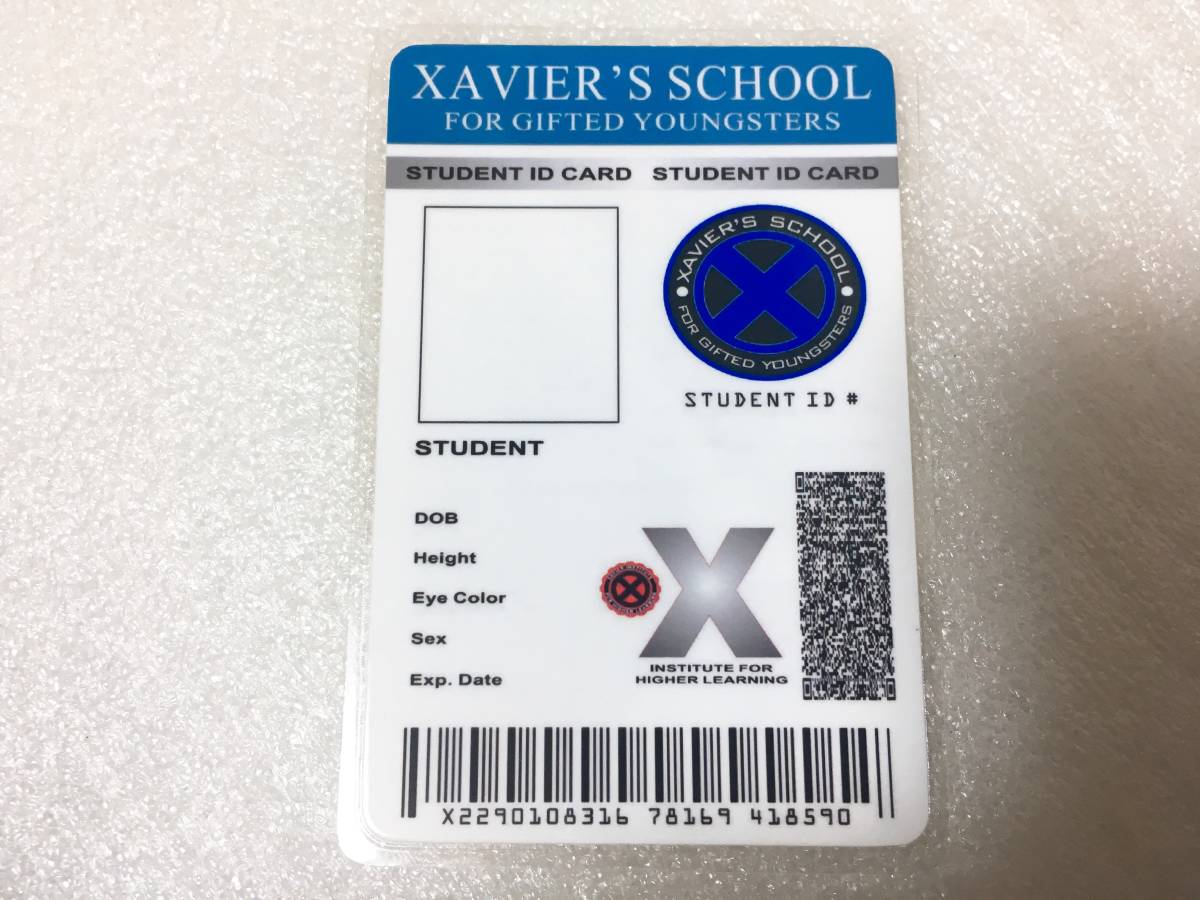 XAVIER'S SCHOOL
FOR GIFTED YOUNGSTERS
STUDENT ID CARD STUDENT ID CARD
XAVIER'S SCHOOL
FOR GIFTED YOUNGSTERS
STUDENT ID #
STUDENT
DOB
Height
Eye Color
Sex
Exp. Date
X
INSTITUTE FOR
HIGHER LEARNING
X2290108316 78169 418590